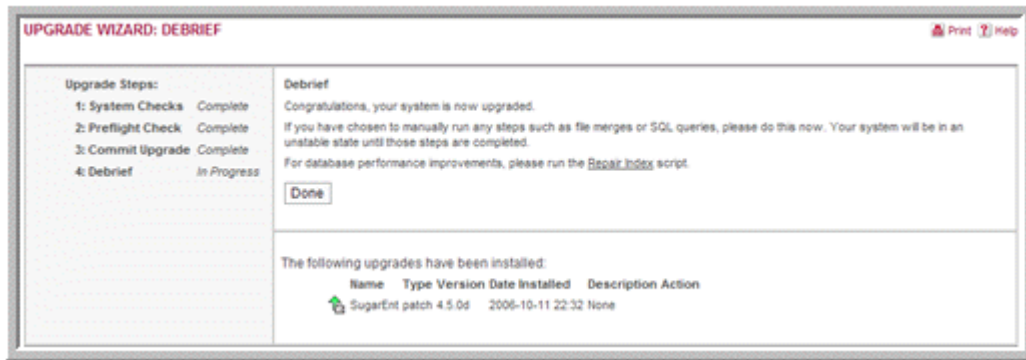 UPGRADE WIZARD: DEBRIEF
Print Help
Upgrade Steps:
1: System Checks Complete
2: Preflight Check Complete
3: Commit Upgrade Complete
4: Debrief In Progress
Debrief
Congratulations, your system is now upgraded.
If you have chosen to manually run any steps such as file merges or SQL queries, please do this now. Your system will be in an
unstable state until those steps are completed.
For database performance improvements, please run the Repair Index script.
Done
The following upgrades have been installed:
Name Type Version Date Installed Description Action
SugarEnt patch 4.5.0d 2006-10-11 22:32 None